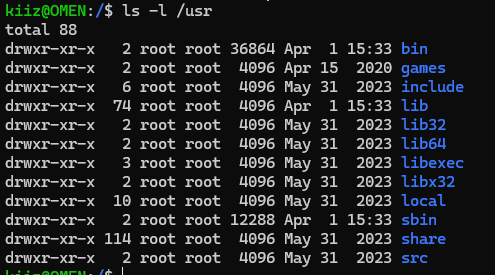 kiiz@OMEN:/$ ls -l /usr
total 88
drwxr-xr-x   2 root root 36864 Apr  1 15:33 bin
drwxr-xr-x   2 root root  4096 Apr 15  2020 games
drwxr-xr-x   6 root root  4096 May 31  2023 include
drwxr-xr-x  74 root root  4096 Apr  1 15:33 lib
drwxr-xr-x   2 root root  4096 May 31  2023 lib32
drwxr-xr-x   2 root root  4096 May 31  2023 lib64
drwxr-xr-x   3 root root  4096 May 31  2023 libexec
drwxr-xr-x   2 root root  4096 May 31  2023 libx32
drwxr-xr-x  10 root root  4096 May 31  2023 local
drwxr-xr-x   2 root root 12288 Apr  1 15:33 sbin
drwxr-xr-x 114 root root  4096 May 31  2023 share
drwxr-xr-x   2 root root  4096 May 31  2023 src
kiiz@OMEN:/$